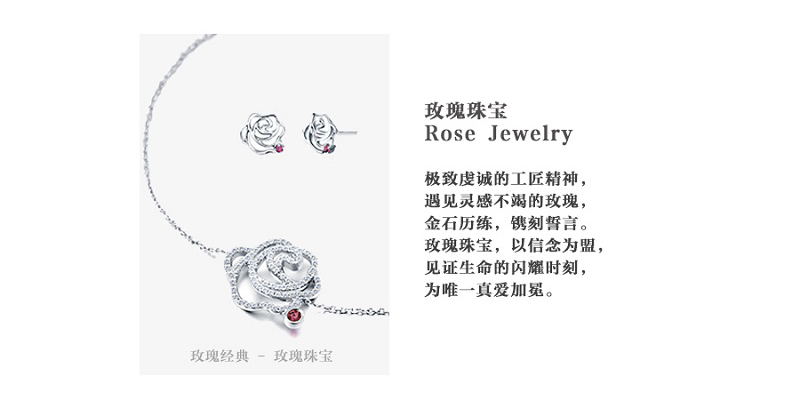 玫瑰珠宝
Rose Jewelry
极致虔诚的工匠精神，
遇见灵感不竭的玫瑰，
金石历练，镌刻誓言。
玫瑰珠宝，以信念为盟，
见证生命的闪耀时刻，
为唯一真爱加冕。
玫瑰经典 - 玫瑰珠宝